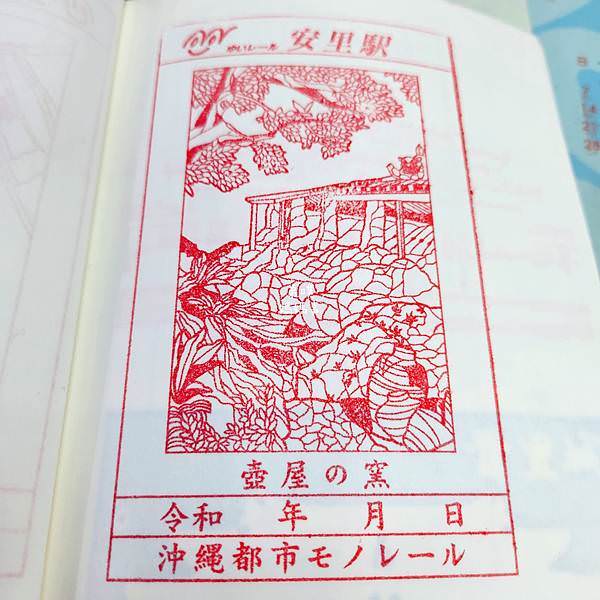 ゆいレール 安里駅
壺屋の窯
令和 年 月 日
沖縄都市モノレール